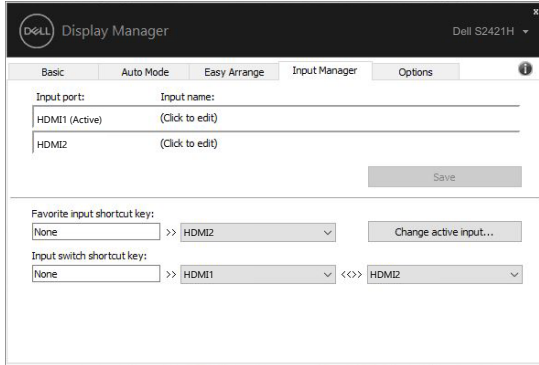 x
DELL Display Manager Dell S2421H
Basic Auto Mode Easy Arrange Input Manager Options i
Input port: Input name:
HDMI1 (Active) (Click to edit)
HDMI2 (Click to edit)
Save
Favorite input shortcut key:
None >> HDMI2 Change active input...
Input switch shortcut key:
None >> HDMI1 <<>> HDMI2